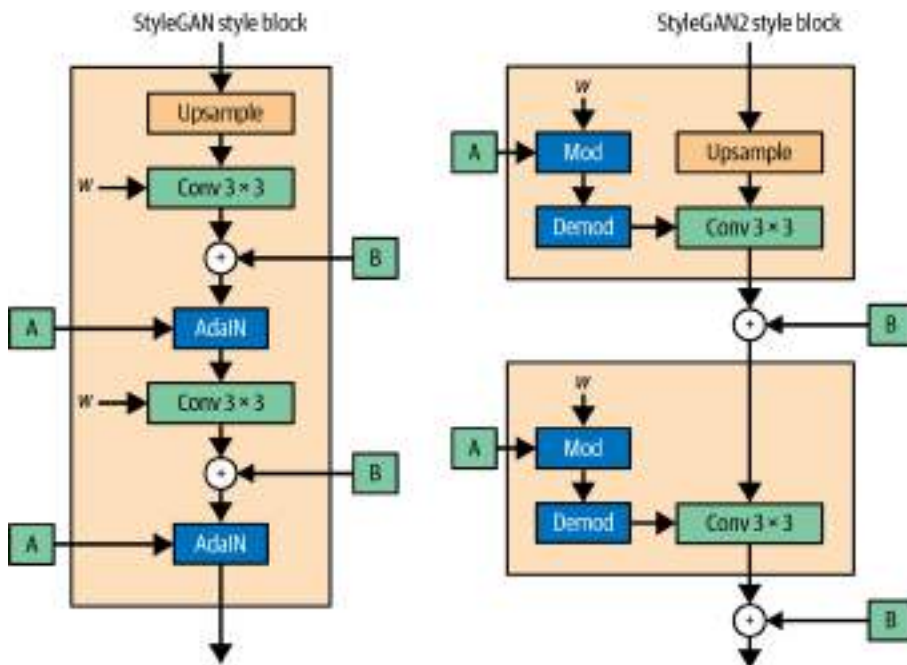 StyleGAN style block
Upsample
w
Conv 3 × 3
+
B
A
AdaIN
w
Conv 3 × 3
+
B
A
AdaIN
StyleGAN2 style block
w
A
Mod
Upsample
Demod
Conv 3 × 3
+
B
w
A
Mod
Demod
Conv 3 × 3
+
B